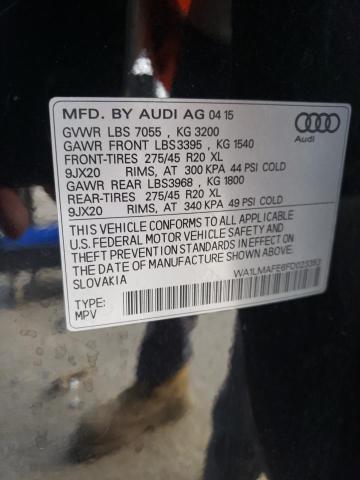 MFD. BY AUDI AG 04 15
GVWR LBS 7055 , KG 3200
GAWR FRONT LBS3395 , KG 1540
FRONT-TIRES 275/45 R20 XL
9JX20 RIMS, AT 300 KPA 44 PSI COLD
GAWR REAR LBS3968 , KG 1800
REAR-TIRES 275/45 R20 XL
9JX20 RIMS, AT 340 KPA 49 PSI COLD
Audi
THIS VEHICLE CONFORMS TO ALL APPLICABLE
U.S. FEDERAL MOTOR VEHICLE SAFETY AND
THEFT PREVENTION STANDARDS IN EFFECT ON
THE DATE OF MANUFACTURE SHOWN ABOVE.
SLOVAKIA
WA1LMAFE6FD023353
TYPE:
MPV